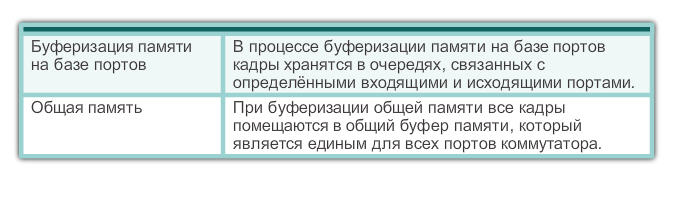 Буферизация памяти
на базе портов
В процессе буферизации памяти на базе портов
кадры хранятся в очередях, связанных с
определёнными входящими и исходящими портами.
Общая память
При буферизации общей памяти все кадры
помещаются в общий буфер памяти, который
является единым для всех портов коммутатора.